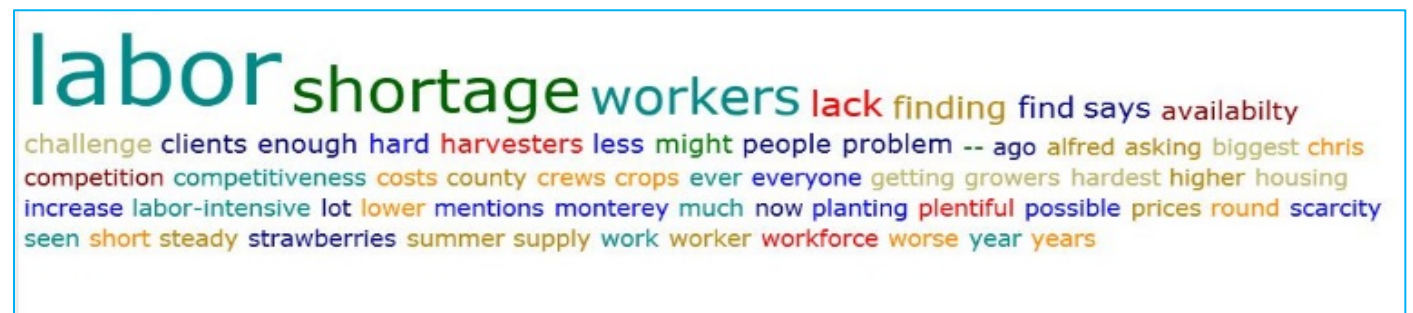 labor shortage workers lack finding find says availabilty
challenge clients enough hard harvesters less might people problem -- ago alfred asking biggest chris
competition competitiveness costs county crews crops ever everyone getting growers hardest higher housing
increase labor-intensive lot lower mentions monterey much now planting plentiful possible prices round scarcity
seen short steady strawberries summer supply work worker workforce worse year years